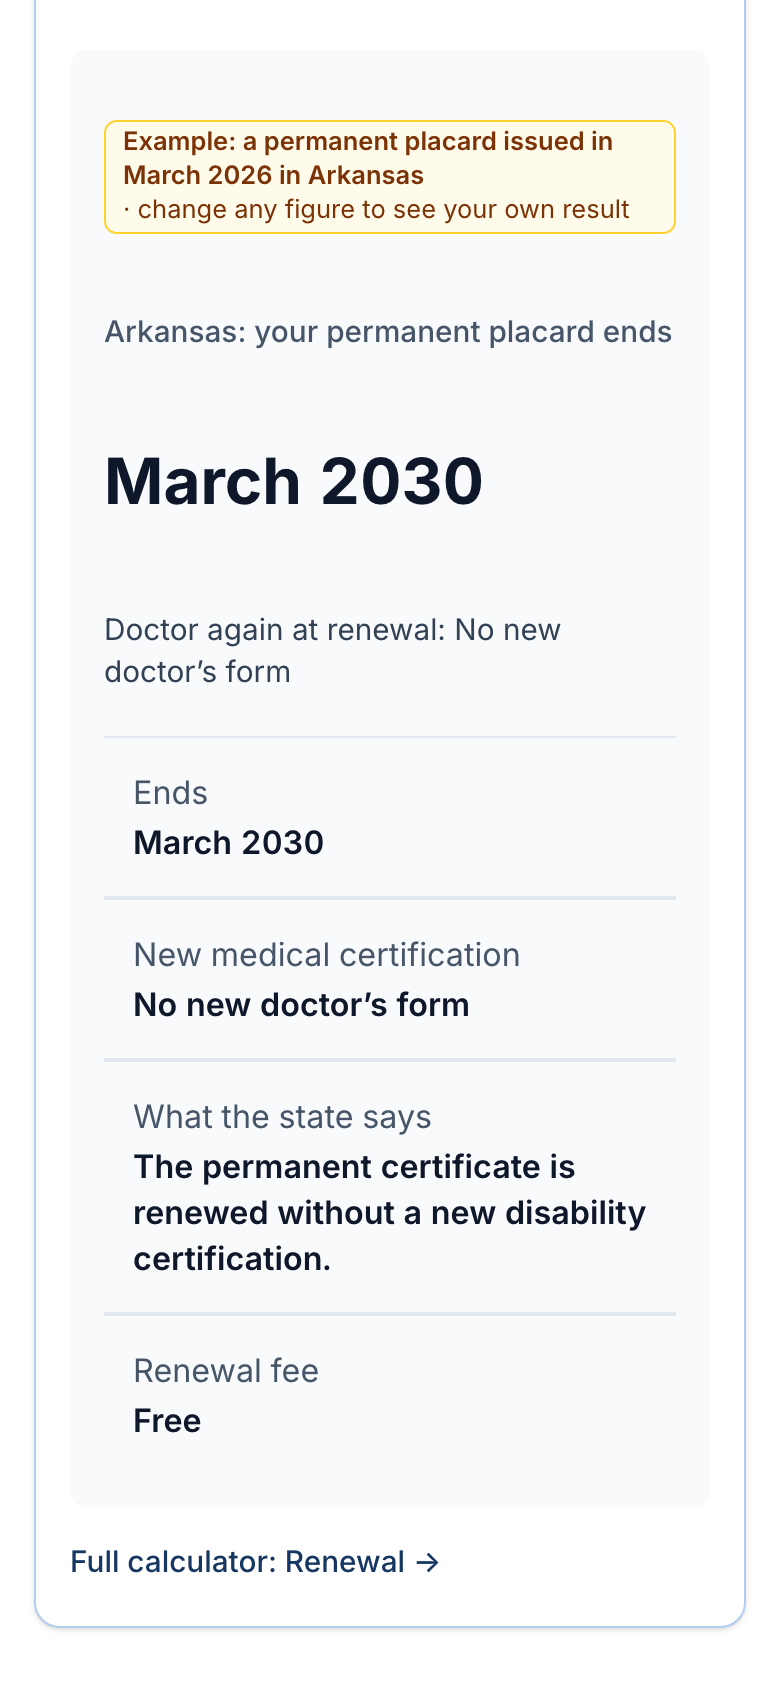 Example: a permanent placard issued in
March 2026 in Arkansas
· change any figure to see your own result
Arkansas: your permanent placard ends
March 2030
Doctor again at renewal: No new
doctor’s form
Ends
March 2030
New medical certification
No new doctor’s form
What the state says
The permanent certificate is
renewed without a new disability
certification.
Renewal fee
Free
Full calculator: Renewal →